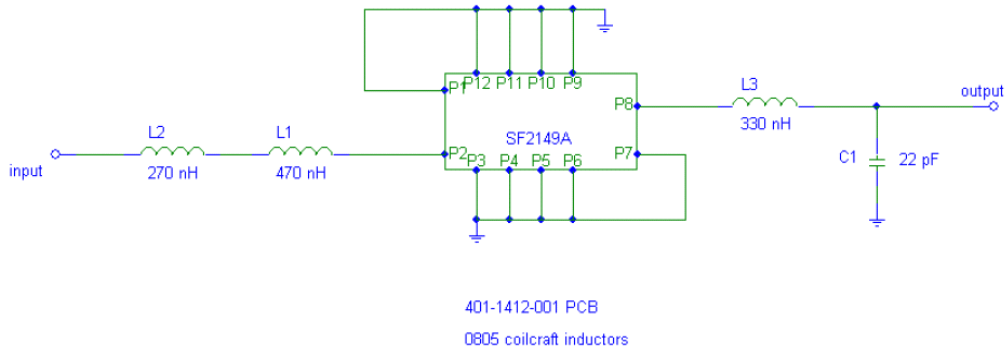 P1
P12 P11 P10 P9
P8
L3
330 nH
output
SF2149A
L2
270 nH
L1
470 nH
input
P2
P3 P4 P5 P6
P7
C1
22 pF
401-1412-001 PCB
0805 coilcraft inductors